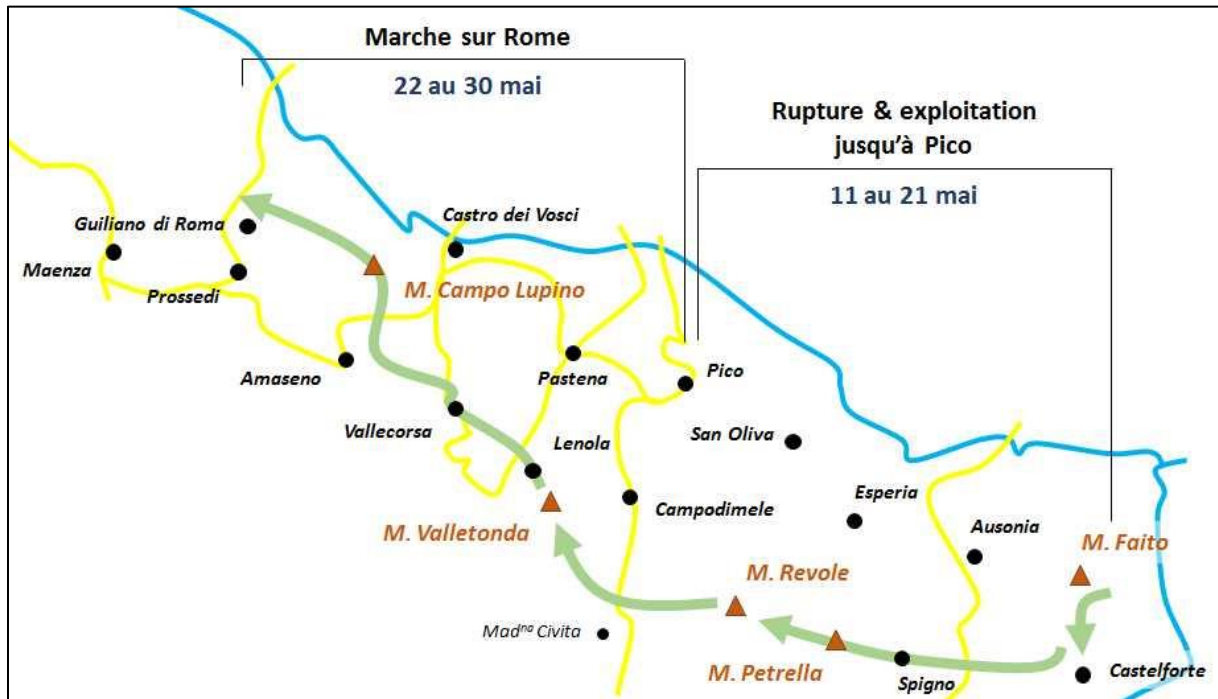 Marche sur Rome
22 au 30 mai
Rupture & exploitation
jusqu'à Pico
11 au 21 mai
Castro dei Vosci
Guiliano di Roma
Maenza
Prossedi
M. Campo Lupino
Amaseno
Pastena
Pico
Vallecorsa
Lenola
San Oliva
M. Valletonda
Campodimele
Esperia
Ausonia
M. Faito
M. Revole
Madna Civita
M. Petrella
Spigno
Castelforte